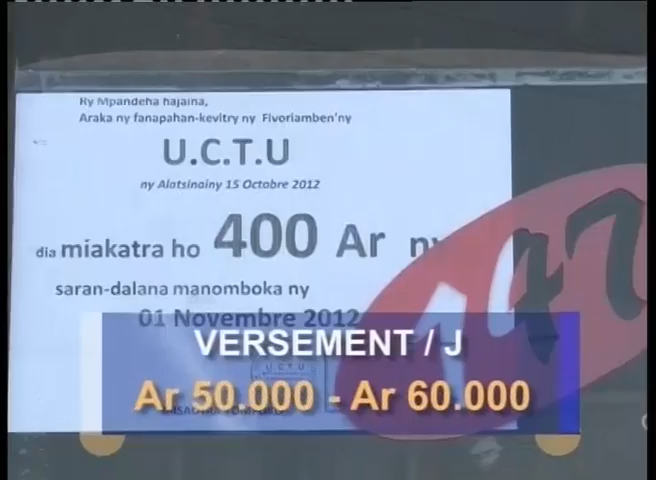 Ry Mpandeha hajaina,
Araka ny fanapahan-kevitry ny Fivoriamben'ny
U.C.T.U
ny Alatsinainy 15 Octobre 2012
dia miakatra ho 400 Ar ny
saran-dalana manomboka ny
01 Novembre 2012
147
VERSEMENT / J
U C T U
Ar 50.000 - Ar 60.000